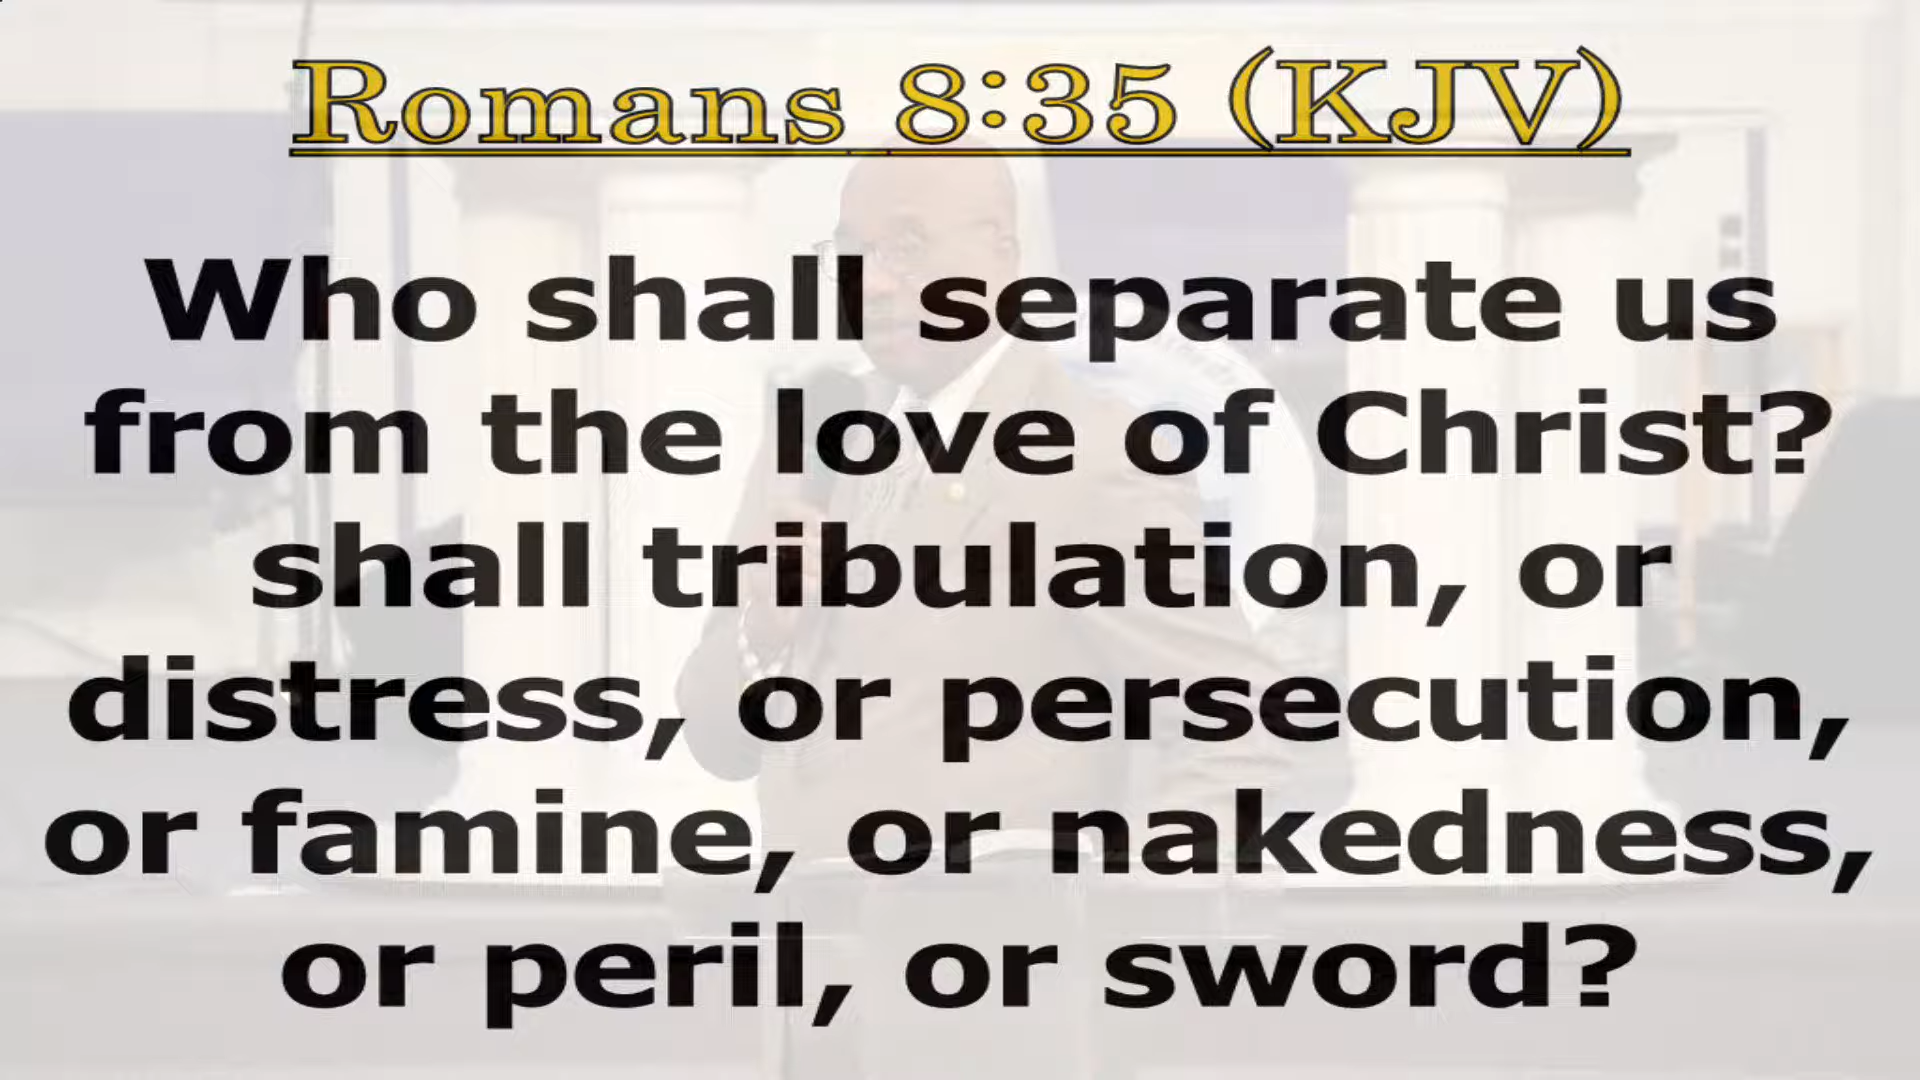 Romans 8:35 (KJV)
Who shall separate us
from the love of Christ?
shall tribulation, or
distress, or persecution,
or famine, or nakedness,
or peril, or sword?